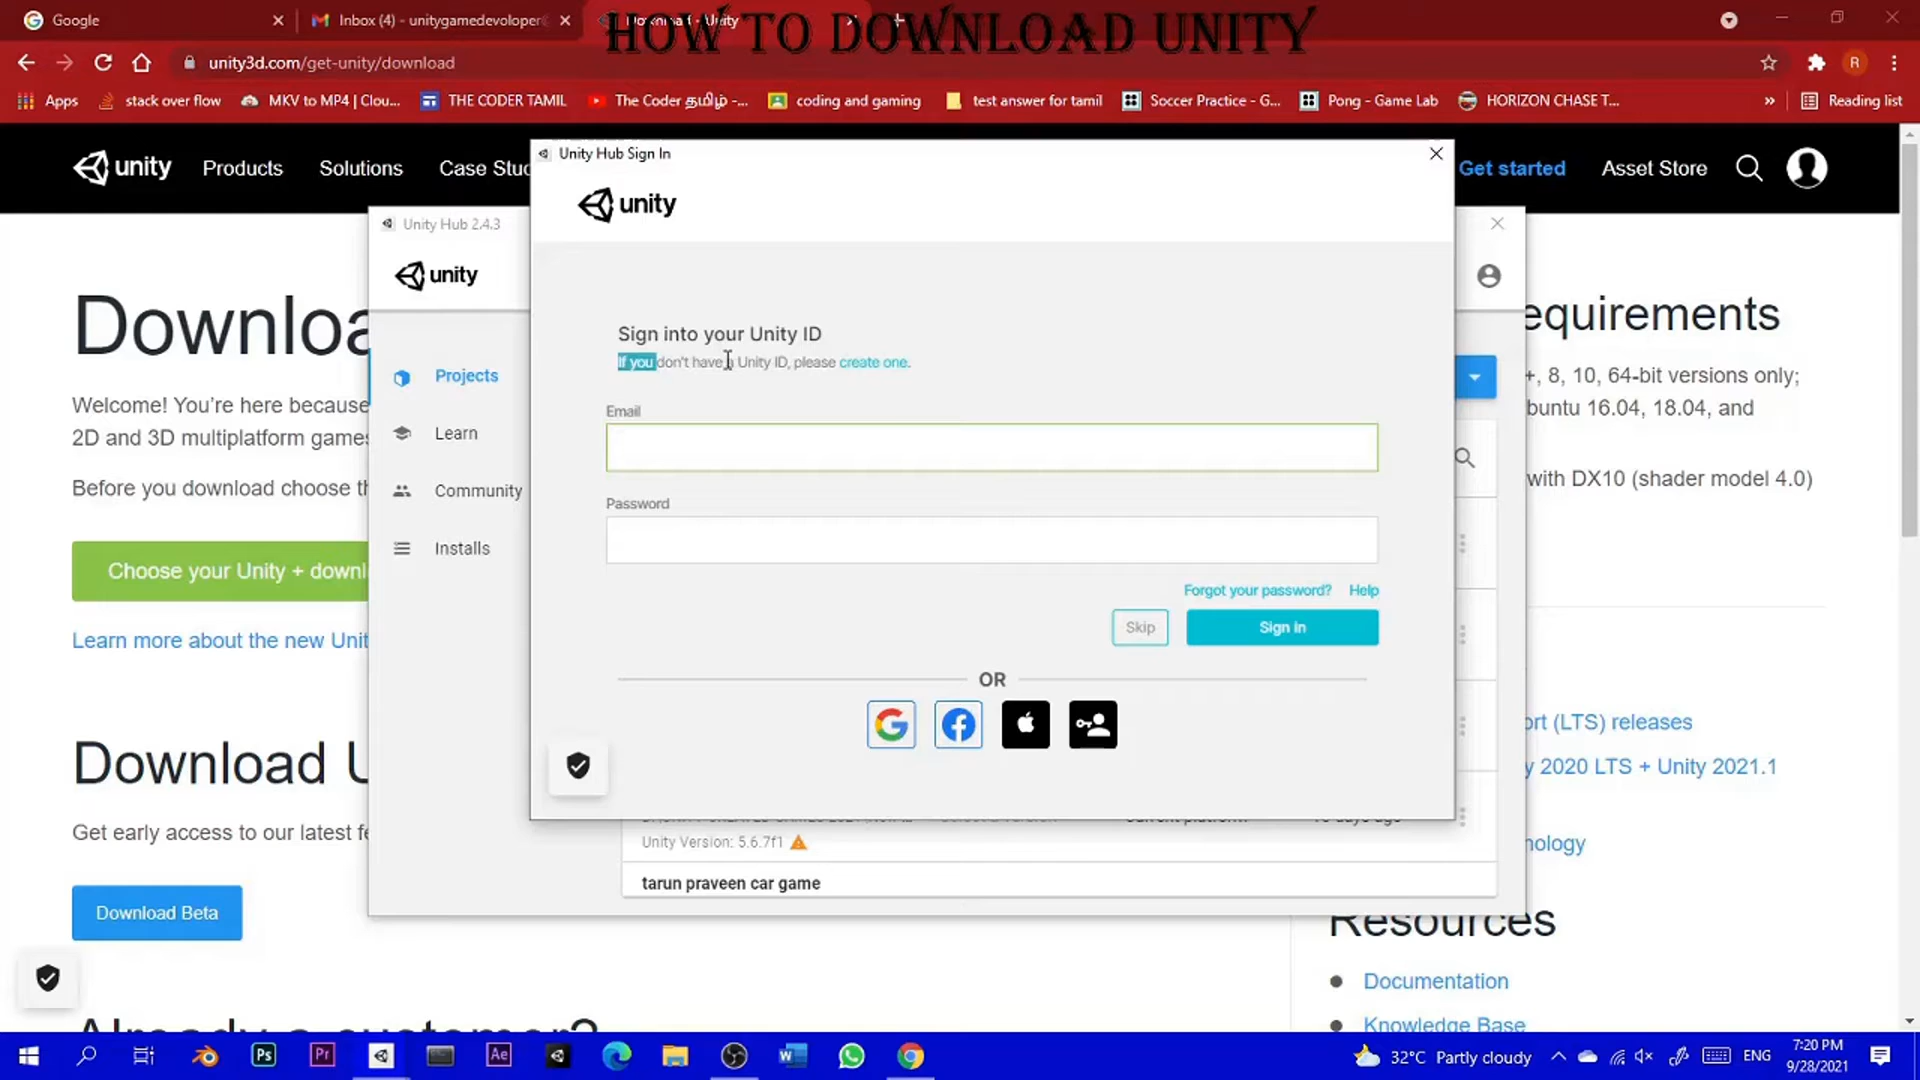 Google
Inbox (4) - unitygamedevoloper@
Download - Unity
HOW TO DOWNLOAD UNITY
unity3d.com/get-unity/download
R
Apps
stack over flow
MKV to MP4 | Clou...
THE CODER TAMIL
The Coder தமிழ் -...
coding and gaming
test answer for tamil
Soccer Practice - G...
Pong - Game Lab
HORIZON CHASE T...
»
Reading list
unity
Products
Solutions
Case Stud
Get started
Asset Store
Unity Hub Sign In
unity
Unity Hub 2.4.3
unity
Projects
Learn
Community
Installs
Sign into your Unity ID
If you don't have a Unity ID, please create one.
Email
Password
Forgot your password? Help
Skip
Sign in
OR
Unity Version: 5.6.7f1
tarun praveen car game
Downloa
Welcome! You're here because
2D and 3D multiplatform games
Before you download choose th
Choose your Unity + downl
Learn more about the new Unit
Download U
Get early access to our latest fe
Download Beta
Already a customer?
equirements
+, 8, 10, 64-bit versions only;
buntu 16.04, 18.04, and
with DX10 (shader model 4.0)
ort (LTS) releases
y 2020 LTS + Unity 2021.1
nology
Resources
Documentation
Knowledge Base
Ps
Pr
Ae
32°C Partly cloudy
ENG
7:20 PM
9/28/2021